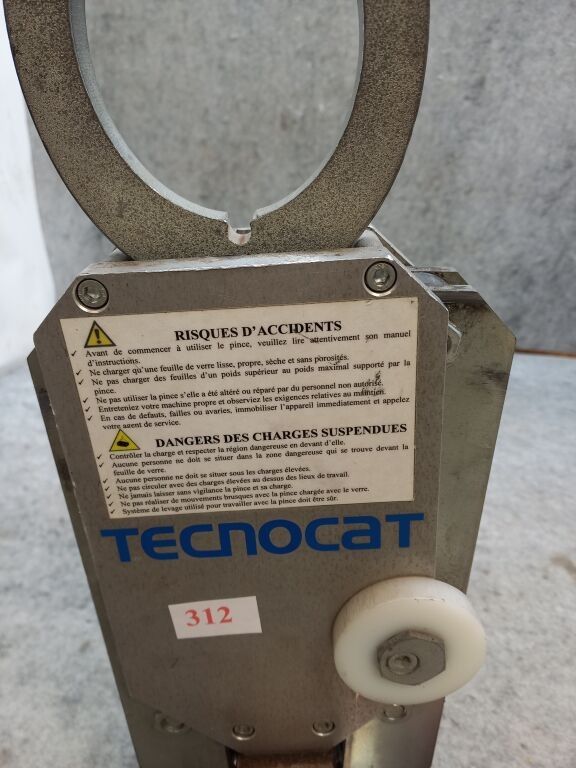 RISQUES D'ACCIDENTS
✓ Avant de commencer à utiliser le pince, veuillez lire attentivement son manuel
d'instructions.
✓ Ne charger qu'une feuille de verre lisse, propre, sèche et sans porosités.
✓ Ne pas charger des feuilles d'un poids supérieur au poids maximal supporté par la
pince.
✓ Ne pas utiliser la pince s'elle a été altéré ou réparé par du personnel non autorisé.
✓ Entreteniez votre machine propre et observiez les exigences relatives au maintien.
✓ En cas de defauts, failles ou avaries, immobiliser l'appareil immediatement et appelez
votre agent de service.
DANGERS DES CHARGES SUSPENDUES
✓ Contrôler la charge et respecter la région dangereuse en devant d'elle.
✓ Aucune personne ne doit se situer dans la zone dangereuse qui se trouve devant la
feuille de verre.
✓ Aucune personne ne doit se situer sous les charges élevées.
✓ Ne pas circuler avec des charges élevées au dessus des lieux de travail.
✓ Ne jamais laisser sans vigilance la pince et sa charge.
✓ Ne pas réaliser de mouvements brusques avec la pince chargée avec le verre.
✓ Système de levage utilisé pour travailler avec la pince doit être sûr.
TECNOCAT
312